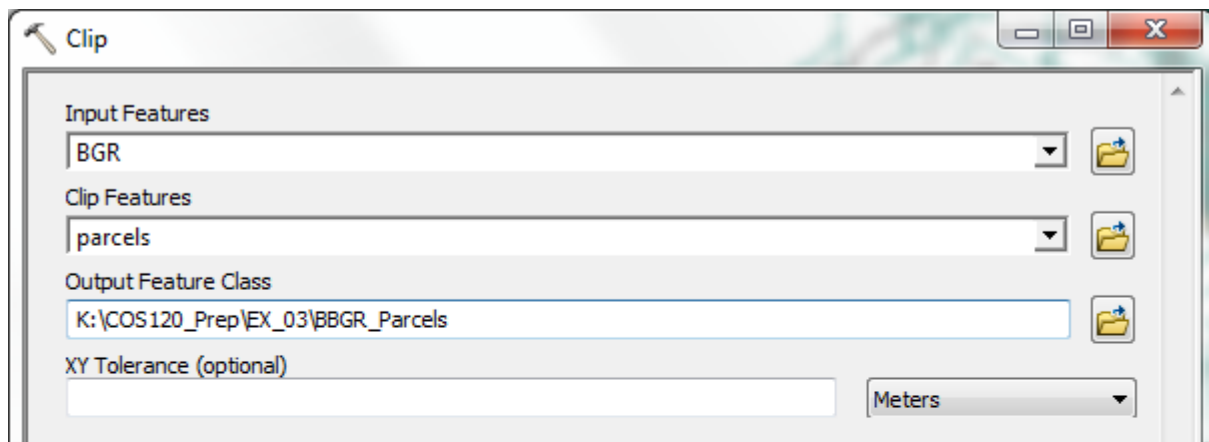 Clip
Input Features
BGR
Clip Features
parcels
Output Feature Class
K:\COS120_Prep\EX_03\BBGR_Parcels
XY Tolerance (optional)
Meters